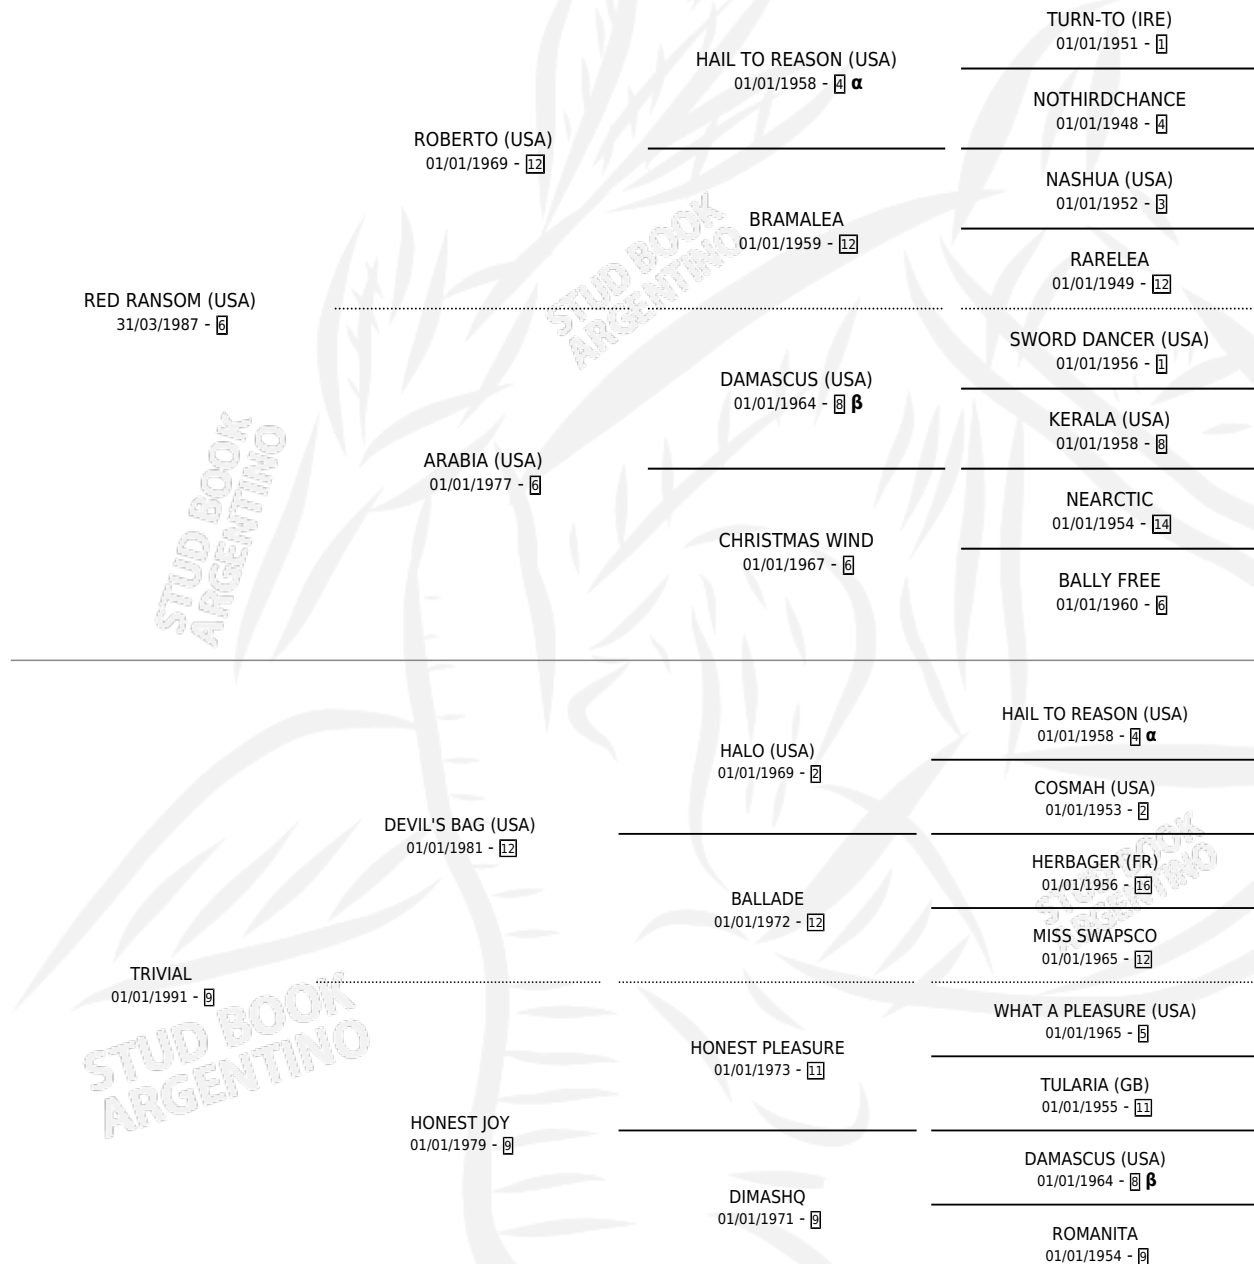 TURN-TO (IRE)
01/01/1951 - 1
HAIL TO REASON (USA)
01/01/1958 - 4 α
NOTHIRDCHANCE
01/01/1948 - 4
ROBERTO (USA)
01/01/1969 - 12
NASHUA (USA)
01/01/1952 - 3
BRAMALEA
01/01/1959 - 12
RARELEA
01/01/1949 - 12
RED RANSOM (USA)
31/03/1987 - 6
STUD BOOK
ARGENTINO
SWORD DANCER (USA)
01/01/1956 - 1
DAMASCUS (USA)
01/01/1964 - 8 β
KERALA (USA)
01/01/1958 - 8
ARABIA (USA)
01/01/1977 - 6
NEARCTIC
01/01/1954 - 14
CHRISTMAS WIND
01/01/1967 - 6
BALLY FREE
01/01/1960 - 6
STUD BOOK
ARGENTINO
HAIL TO REASON (USA)
01/01/1958 - 4 α
HALO (USA)
01/01/1969 - 2
COSMAH (USA)
01/01/1953 - 2
DEVIL'S BAG (USA)
01/01/1981 - 12
HERBAGER (FR)
01/01/1956 - 16
BALLADE
01/01/1972 - 12
MISS SWAPSCO
01/01/1965 - 12
STUD BOOK
ARGENTINO
TRIVIAL
01/01/1991 - 9
STUD BOOK
ARGENTINO
WHAT A PLEASURE (USA)
01/01/1965 - 5
HONEST PLEASURE
01/01/1973 - 11
TULARIA (GB)
01/01/1955 - 11
HONEST JOY
01/01/1979 - 9
DAMASCUS (USA)
01/01/1964 - 8 β
DIMASHQ
01/01/1971 - 9
ROMANITA
01/01/1954 - 9